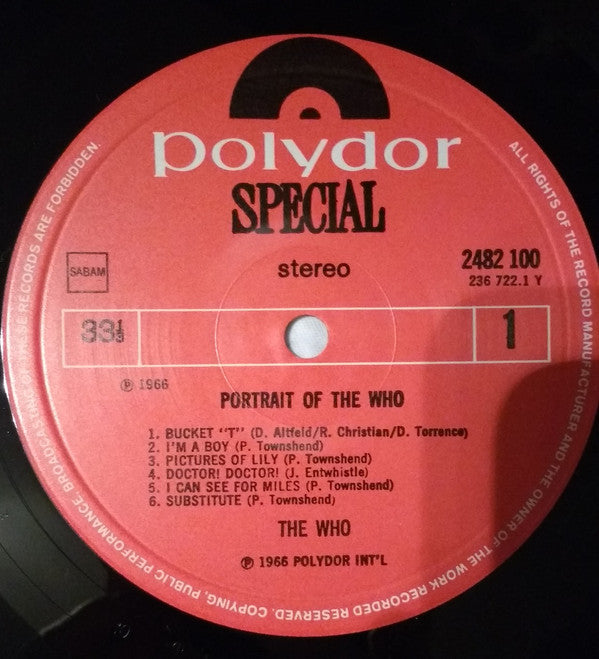 polydor
SPECIAL
stereo
SABAM
2482 100
236 722.1 Y
33⅓
1
℗ 1966
PORTRAIT OF THE WHO
1. BUCKET "T" (D. Altfeld/R. Christian/D. Torrence)
2. I'M A BOY (P. Townshend)
3. PICTURES OF LILY (P. Townshend)
4. DOCTOR! DOCTOR! (J. Entwhistle)
5. I CAN SEE FOR MILES (P. Townshend)
6. SUBSTITUTE (P. Townshend)
THE WHO
℗ 1966 POLYDOR INT'L
ALL RIGHTS OF THE RECORD MANUFACTURER AND THE OWNER OF THE WORK RECORDED RESERVED. COPYING, PUBLIC PERFORMANCE, BROADCASTING OF THESE RECORDS ARE FORBIDDEN.